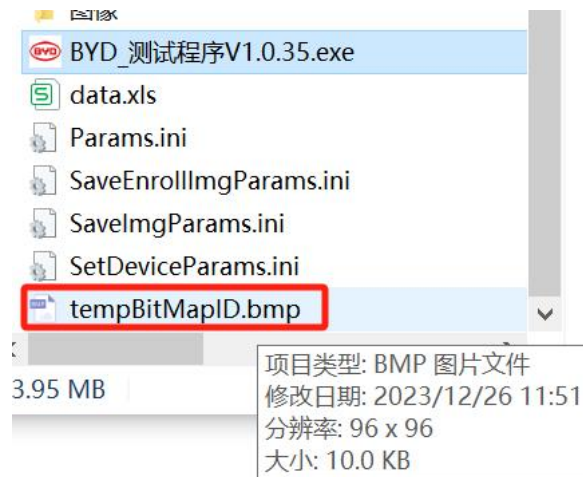 图像
BYD_测试程序V1.0.35.exe
data.xls
Params.ini
SaveEnrollImgParams.ini
SaveImgParams.ini
SetDeviceParams.ini
tempBitMapID.bmp
项目类型: BMP 图片文件
3.95 MB
修改日期: 2023/12/26 11:51
分辨率: 96 x 96
大小: 10.0 KB